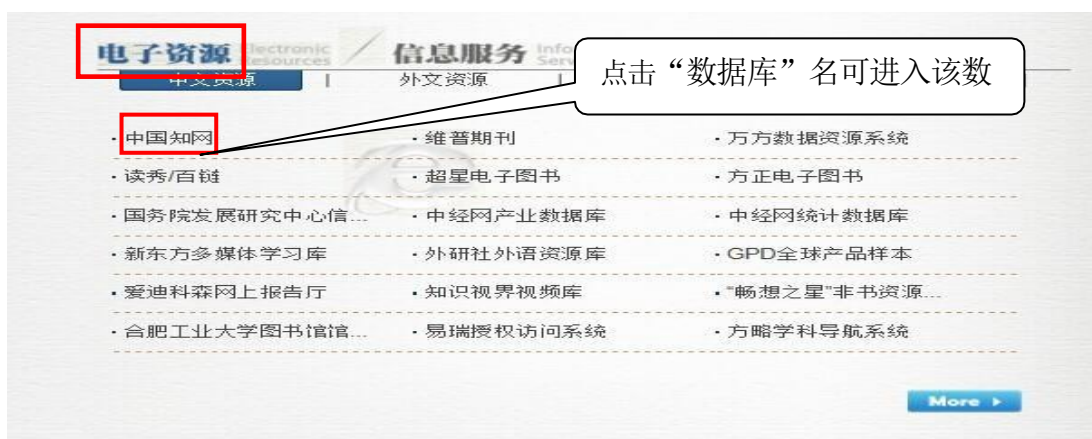 电子资源 Electronic Resources / 信息服务
中文资源 | 外文资源 |
点击“数据库”名可进入该数
·中国知网 ·维普期刊 ·万方数据资源系统
·读秀/百链 ·超星电子图书 ·方正电子图书
·国务院发展研究中心信... ·中经网产业数据库 ·中经网统计数据库
·新东方多媒体学习库 ·外研社外语资源库 ·GPD全球产品样本
·爱迪科森网上报告厅 ·知识视界视频库 ·“畅想之星”非书资源...
·合肥工业大学图书馆馆... ·易瑞授权访问系统 ·方略学科导航系统
More